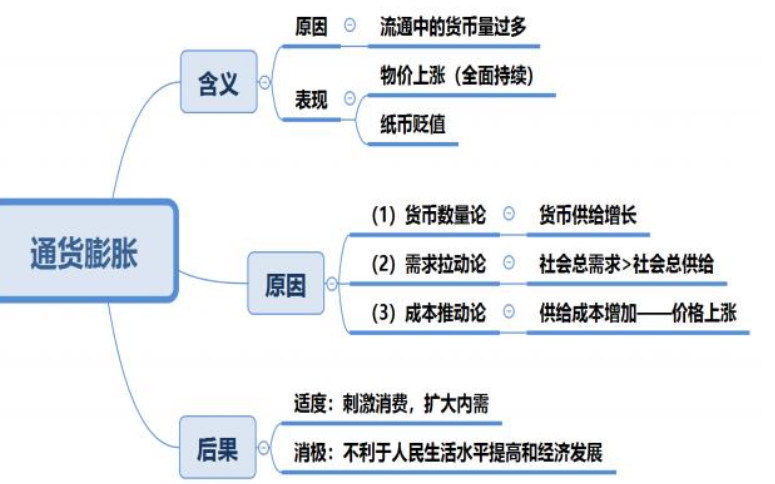 通货膨胀
含义
原因
流通中的货币量过多
表现
物价上涨（全面持续）
纸币贬值
原因
（1）货币数量论
货币供给增长
（2）需求拉动论
社会总需求>社会总供给
（3）成本推动论
供给成本增加——价格上涨
后果
适度：刺激消费，扩大内需
消极：不利于人民生活水平提高和经济发展